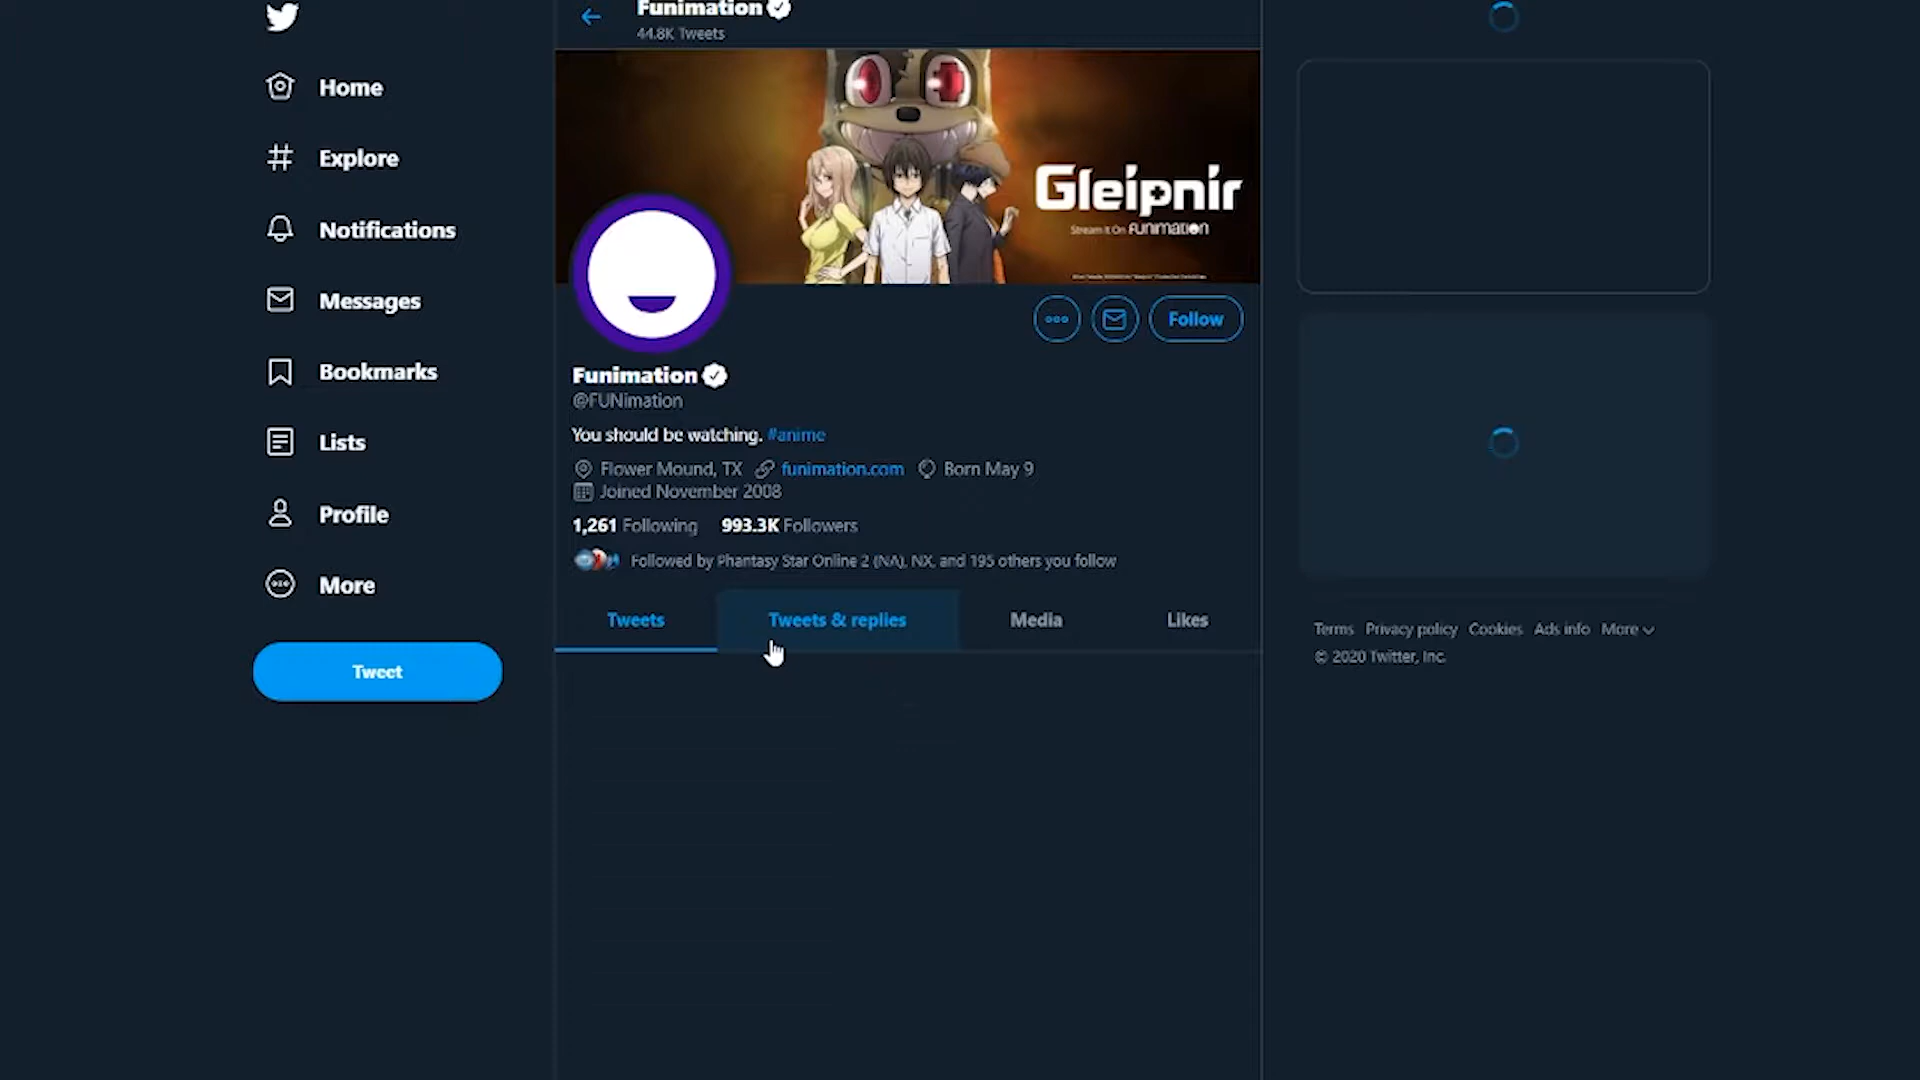 Home
Explore
Notifications
Messages
Bookmarks
Lists
Profile
More
Tweet
Funimation
44.8K Tweets
Gleipnir
Stream It On Funimation
Follow
Funimation
@FUNimation
You should be watching. #anime
Flower Mound, TX funimation.com Born May 9
Joined November 2008
1,261 Following 993.3K Followers
Followed by Phantasy Star Online 2 (NA), NX, and 195 others you follow
Tweets Tweets & replies Media Likes
Terms Privacy policy Cookies Ads info More
© 2020 Twitter, Inc.